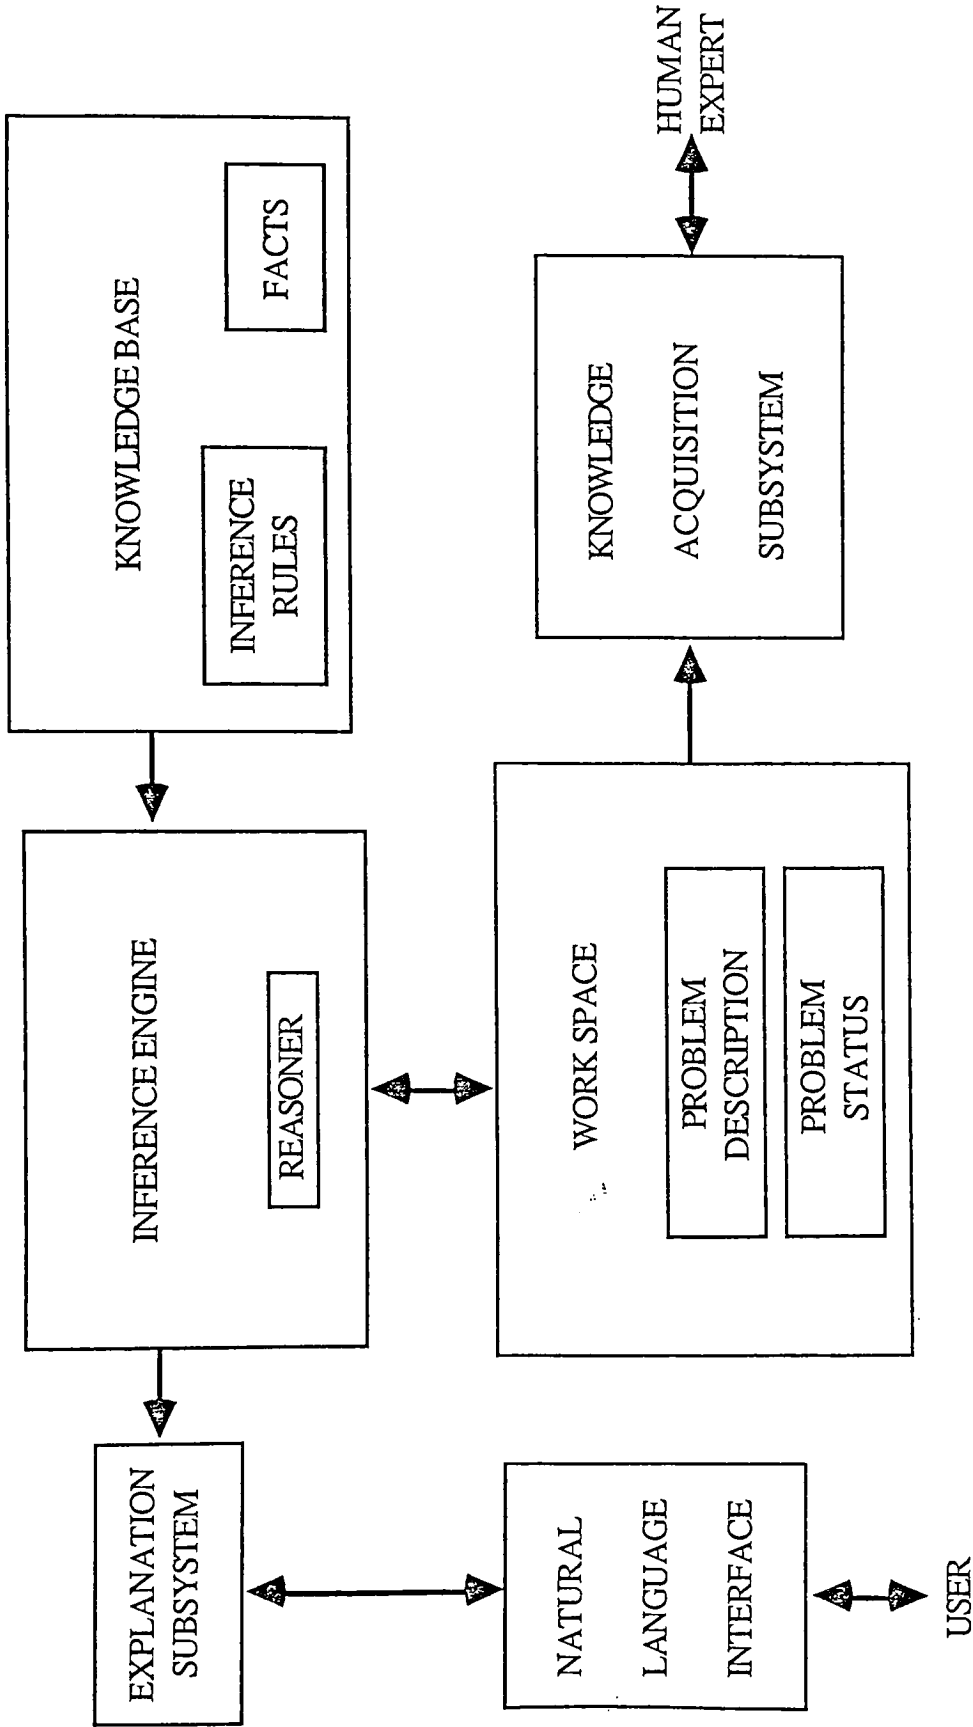 EXPLANATION
SUBSYSTEM
INFERENCE ENGINE
REASONER
KNOWLEDGE BASE
INFERENCE
RULES
FACTS
NATURAL
LANGUAGE
INTERFACE
USER
WORK SPACE
PROBLEM
DESCRIPTION
PROBLEM
STATUS
KNOWLEDGE
ACQUISITION
SUBSYSTEM
HUMAN
EXPERT